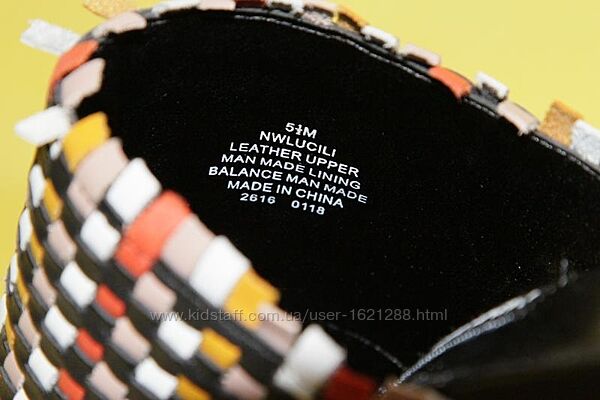 5½M
NWLUCILI
LEATHER UPPER
MAN MADE LINING
BALANCE MAN MADE
MADE IN CHINA
2616 0118
www.kidstaff.com.ua/user-1621288.html